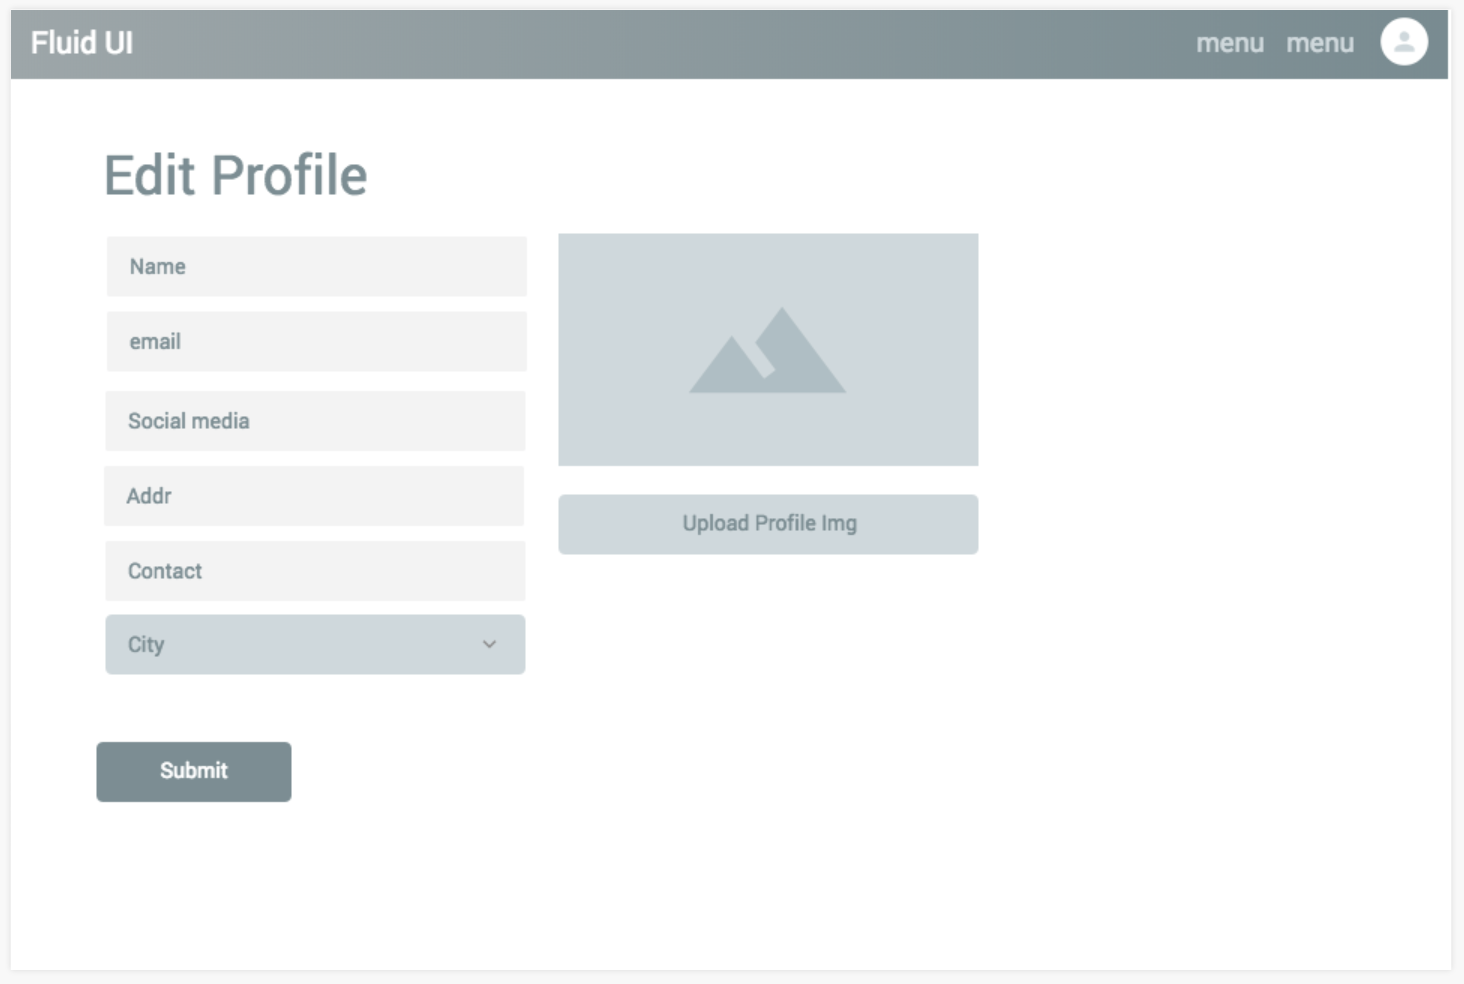 Fluid UI
menu menu
Edit Profile
Name
email
Social media
Addr
Contact
City
Upload Profile Img
Submit